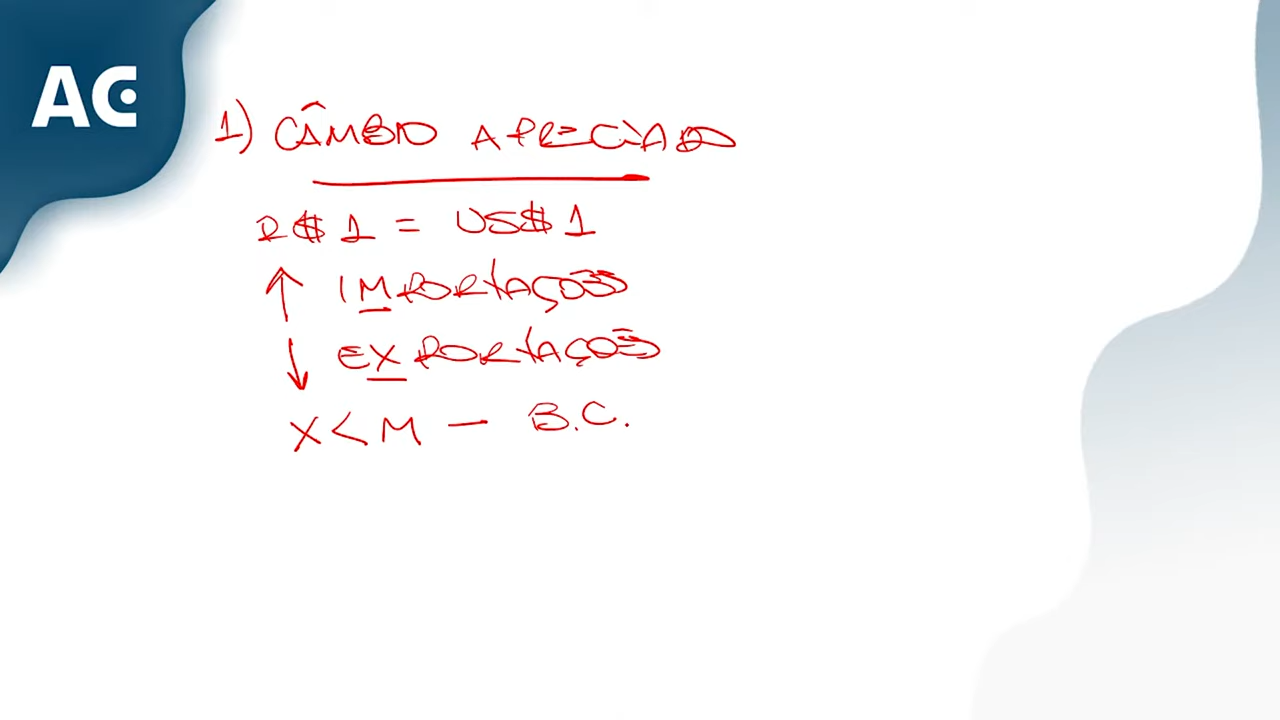 AC
1) CÂMBIO APRECIADO
R$ 1 = US$ 1
↑ IMPORTAÇÕES
↓ EXPORTAÇÕES
X < M — B.C.